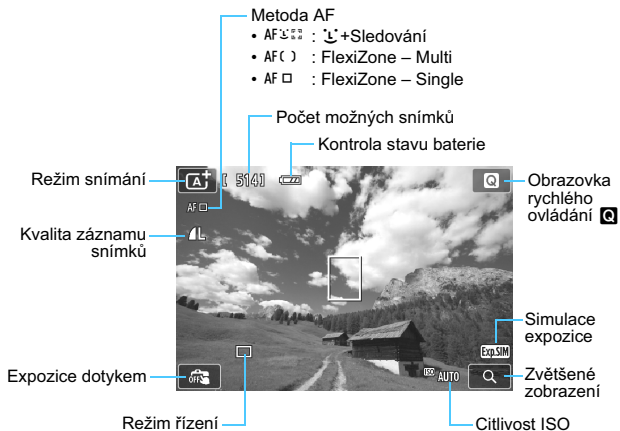 Metoda AF
• AF : +Sledování
• AF( ) : FlexiZone – Multi
• AF □ : FlexiZone – Single
Počet možných snímků
Kontrola stavu baterie
Režim snímání
A+
[ 514]
Q
Obrazovka
rychlého
ovládání Q
AF □
Kvalita záznamu
snímků
L
Simulace
expozice
Exp.SIM
Expozice dotykem
OFF
ISO AUTO
Zvětšené
zobrazení
Režim řízení
Citlivost ISO